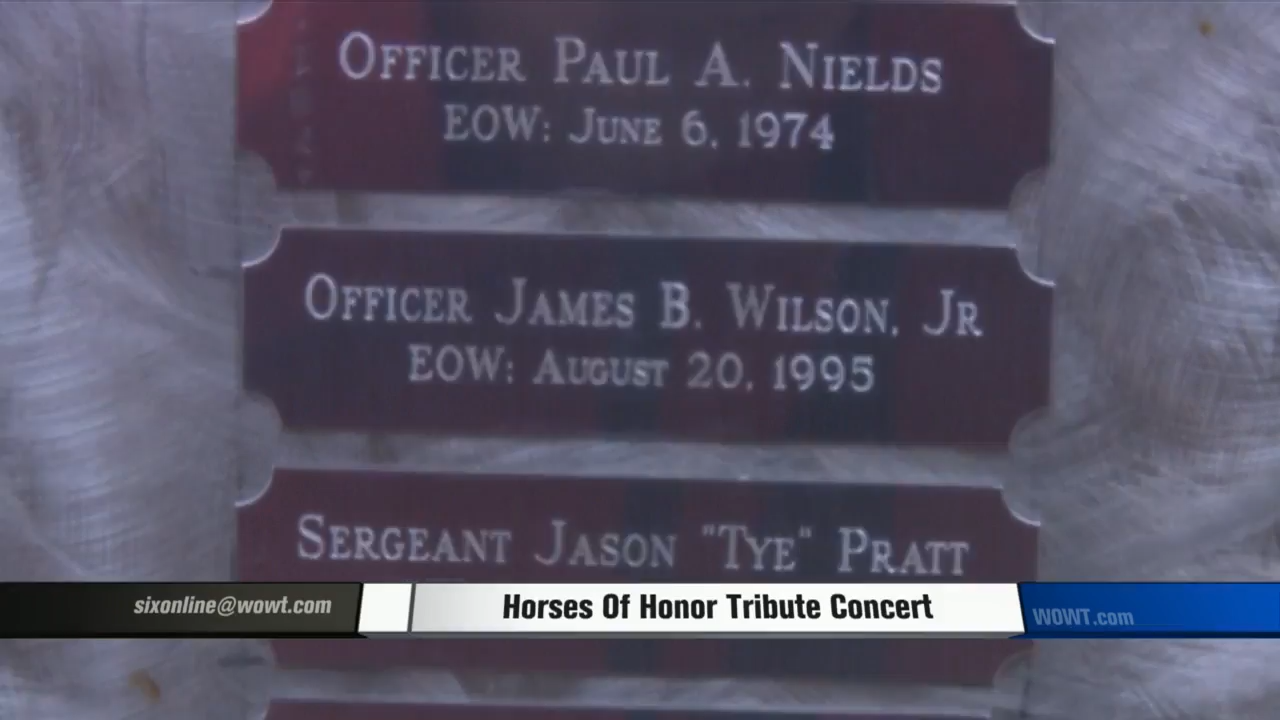 Officer Paul A. Nields
EOW: June 6, 1974
Officer James B. Wilson, Jr
EOW: August 20, 1995
Sergeant Jason "Tye" Pratt
sixonline@wowt.com
Horses Of Honor Tribute Concert
WOWT.com